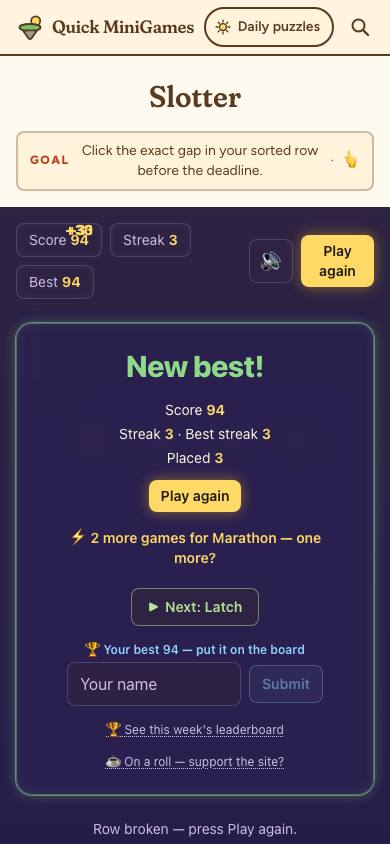 Quick MiniGames
Daily puzzles
Slotter
GOAL
Click the exact gap in your sorted row
before the deadline.
Score 94
Streak 3
Best 94
Play
again
New best!
Score 94
Streak 3 · Best streak 3
Placed 3
Play again
⚡ 2 more games for Marathon — one
more?
▶ Next: Latch
🏆 Your best 94 — put it on the board
Your name
Submit
🏆 See this week's leaderboard
☕ On a roll — support the site?
Row broken — press Play again.